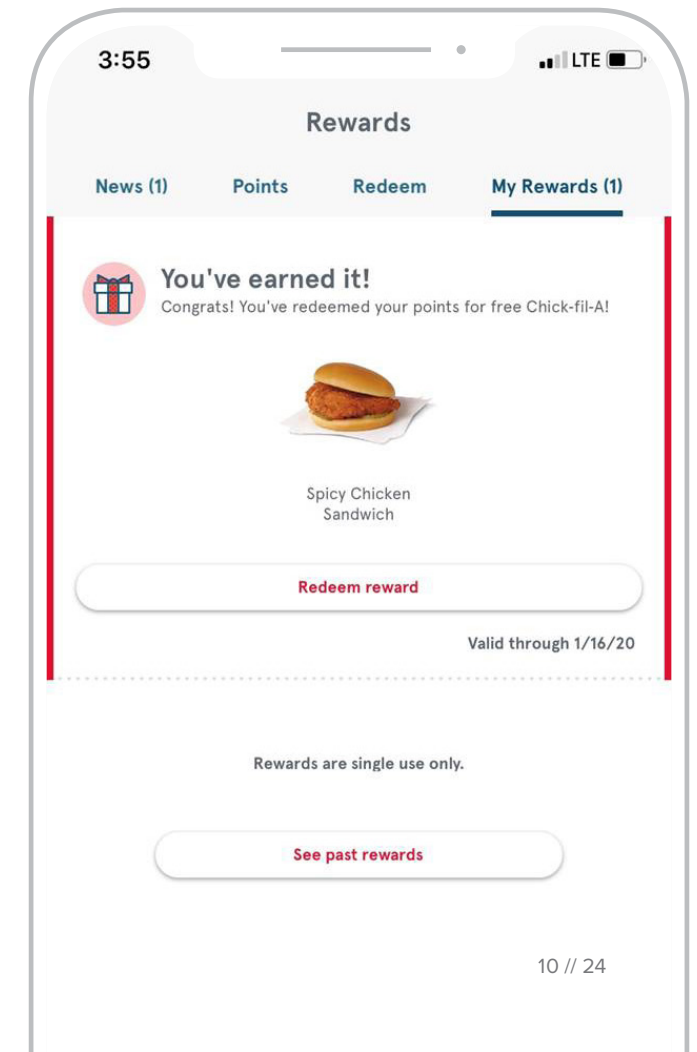 3:55
LTE
Rewards
News (1) Points Redeem My Rewards (1)
You've earned it!
Congrats! You've redeemed your points for free Chick-fil-A!
Spicy Chicken
Sandwich
Redeem reward
Valid through 1/16/20
Rewards are single use only.
See past rewards
10 // 24